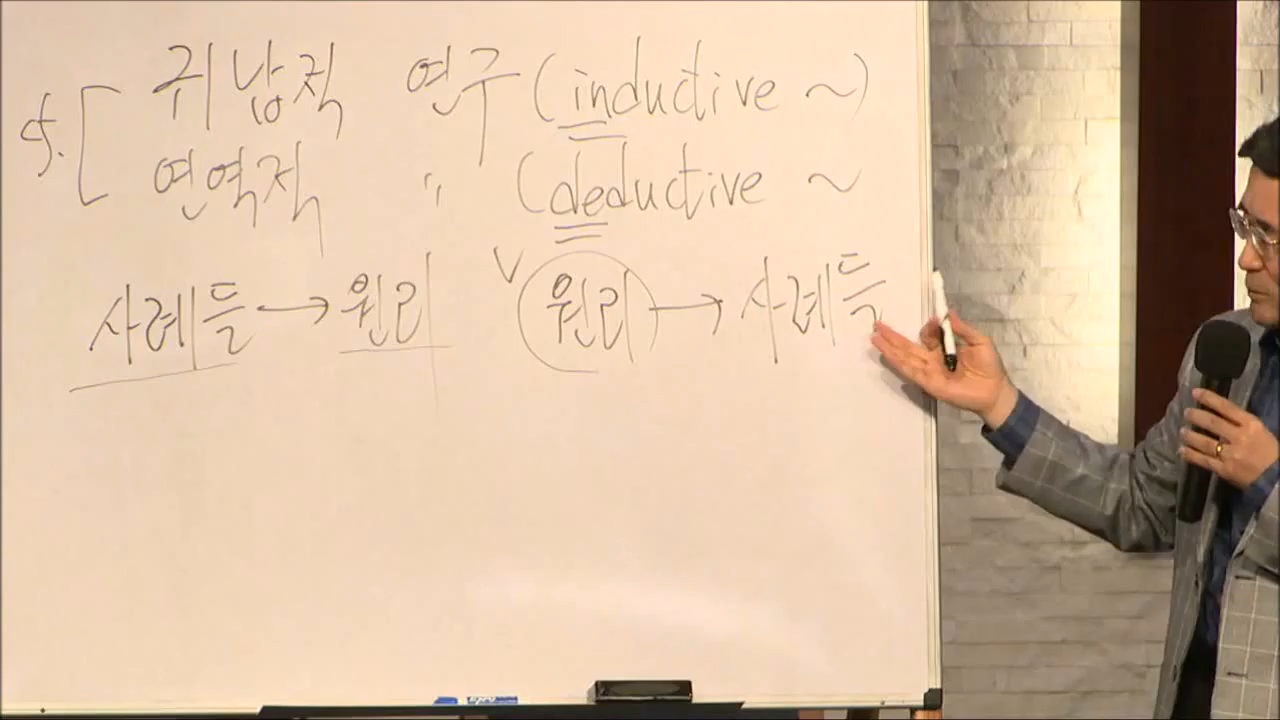 cf. [ 귀납적 연구 (inductive ~)
연역적 〃 (deductive ~
사례들 → 원리 V 원리 → 사례들
EXPO